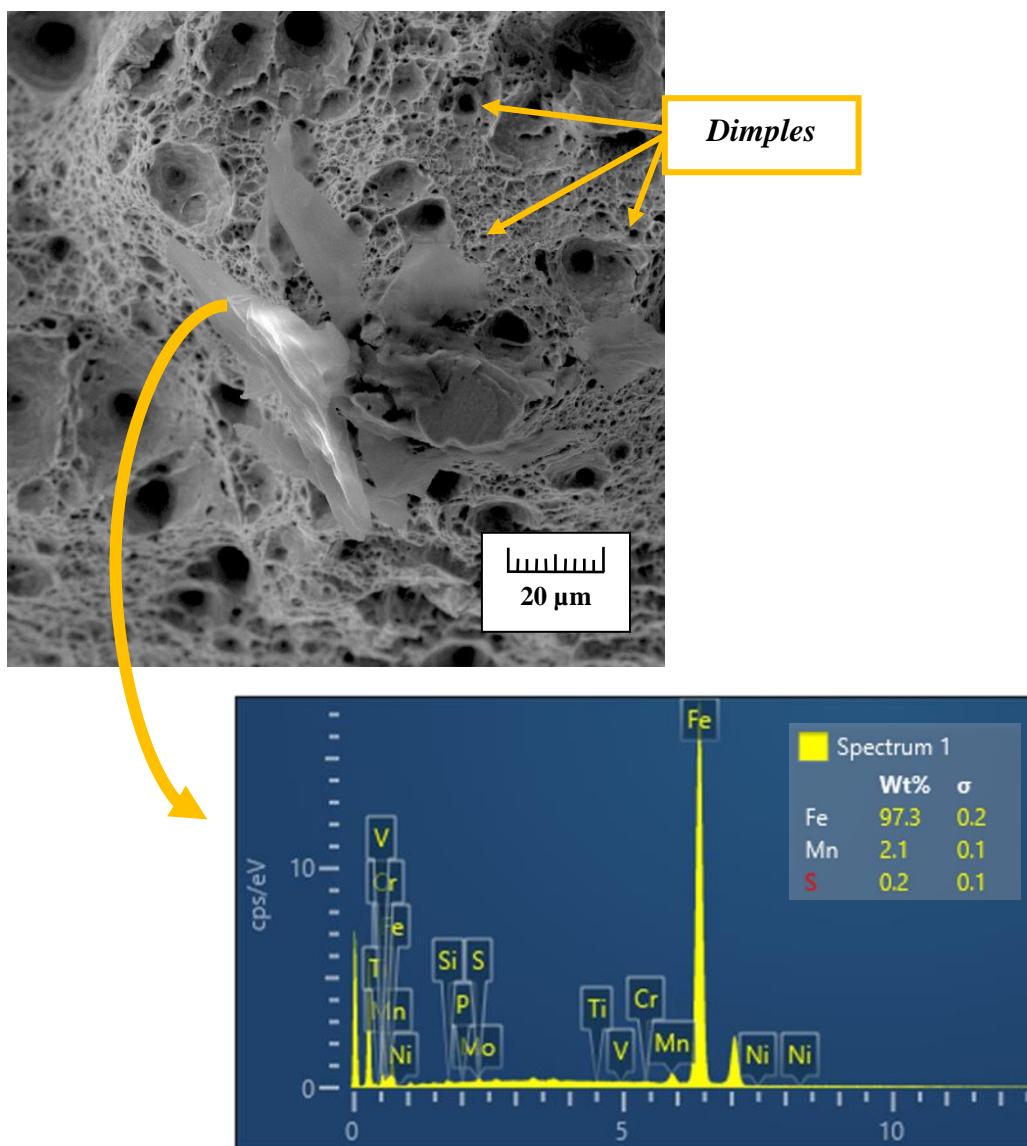 Dimples
20 µm
Fe
Spectrum 1
Wt% σ
Fe 97.3 0.2
Mn 2.1 0.1
S 0.2 0.1
V
10
cps/eV
Cr
Fe
Si S
T
P
Ti Cr
Mn
Mo
Ni
V Mn
Ni Ni
0
0 5 10